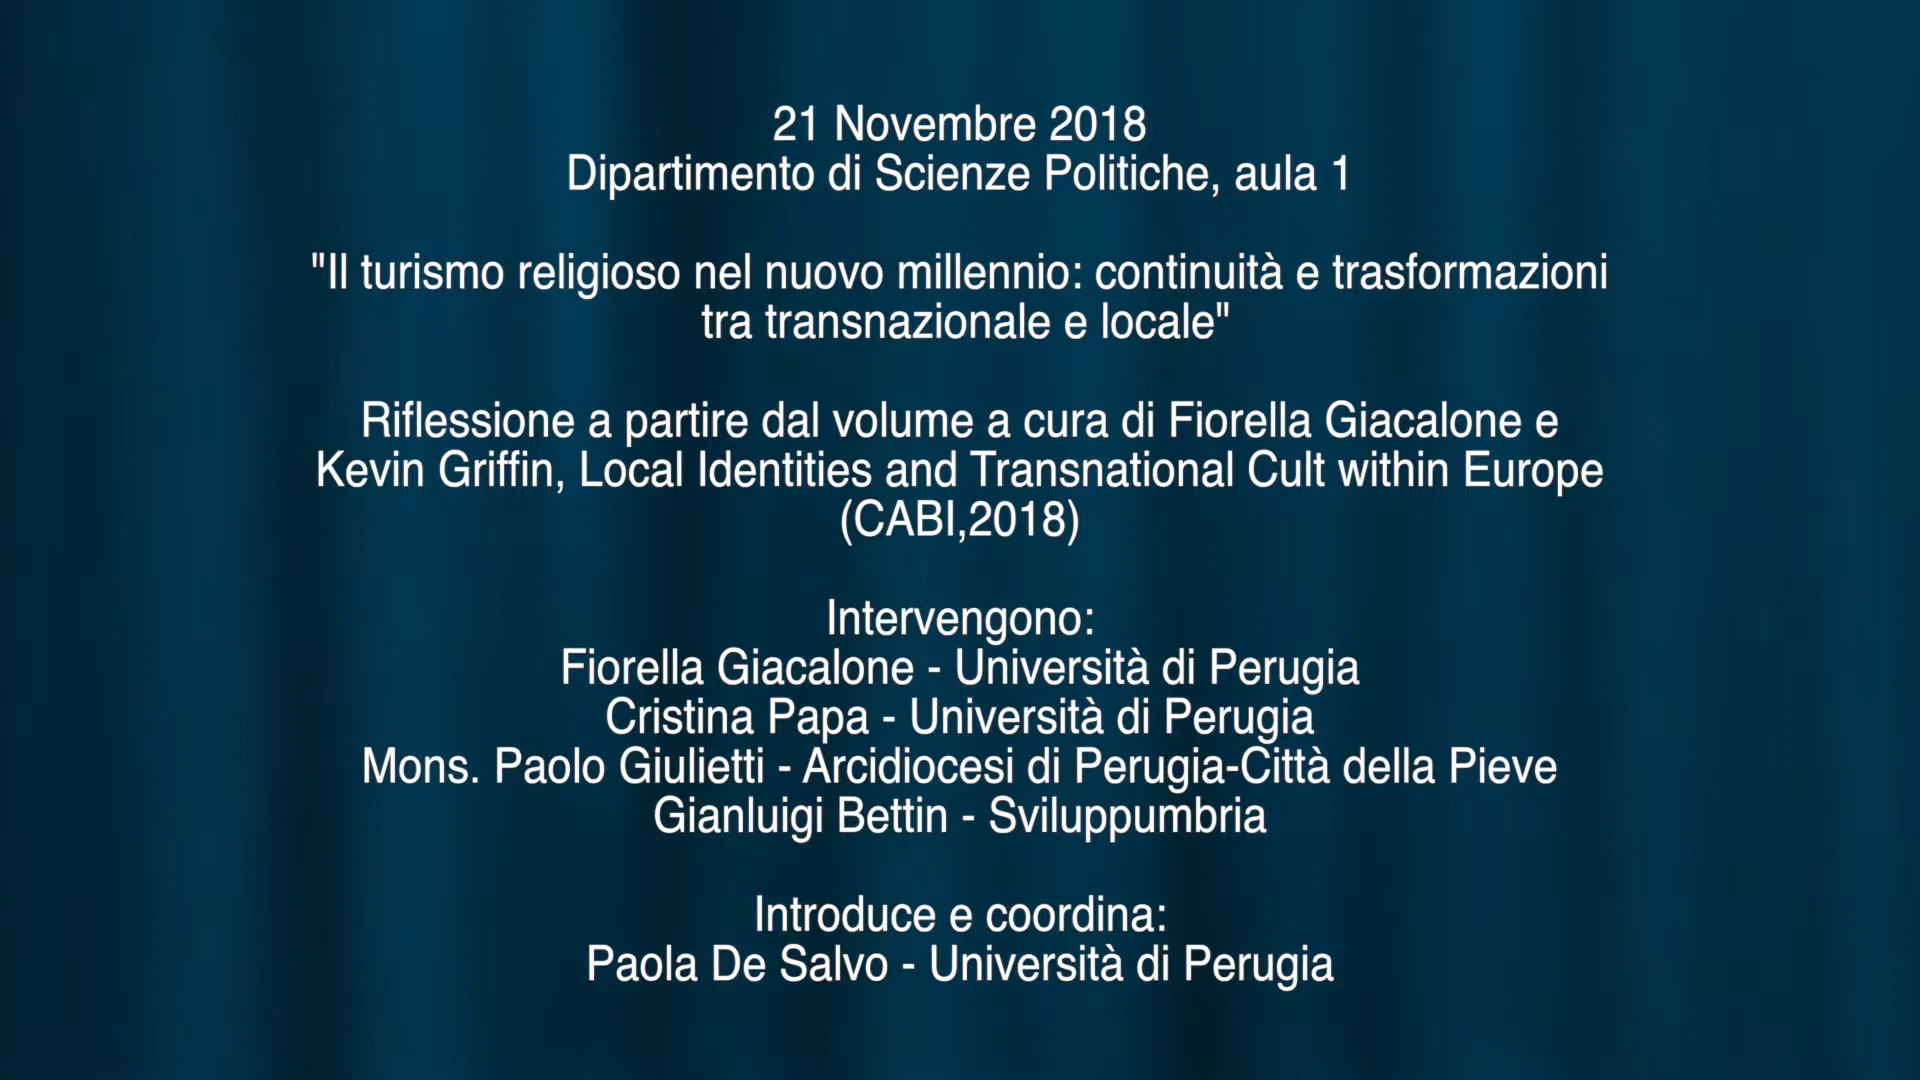 21 Novembre 2018
Dipartimento di Scienze Politiche, aula 1
"Il turismo religioso nel nuovo millennio: continuità e trasformazioni
tra transnazionale e locale"
Riflessione a partire dal volume a cura di Fiorella Giacalone e
Kevin Griffin, Local Identities and Transnational Cult within Europe
(CABI,2018)
Intervengono:
Fiorella Giacalone - Università di Perugia
Cristina Papa - Università di Perugia
Mons. Paolo Giulietti - Arcidiocesi di Perugia-Città della Pieve
Gianluigi Bettin - Sviluppumbria
Introduce e coordina:
Paola De Salvo - Università di Perugia